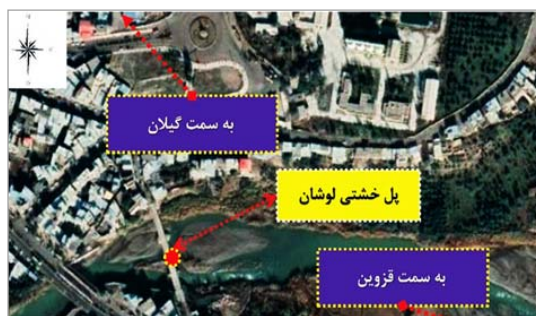 به سمت گیلان
پل خشتی لوشان
به سمت قزوین